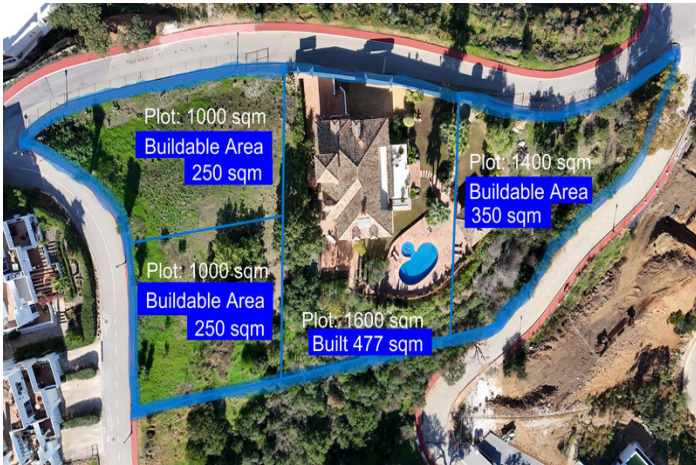 Plot: 1000 sqm
Buildable Area
250 sqm
Plot: 1000 sqm
Buildable Area
250 sqm
Plot: 1600 sqm
Built 477 sqm
Plot: 1400 sqm
Buildable Area
350 sqm